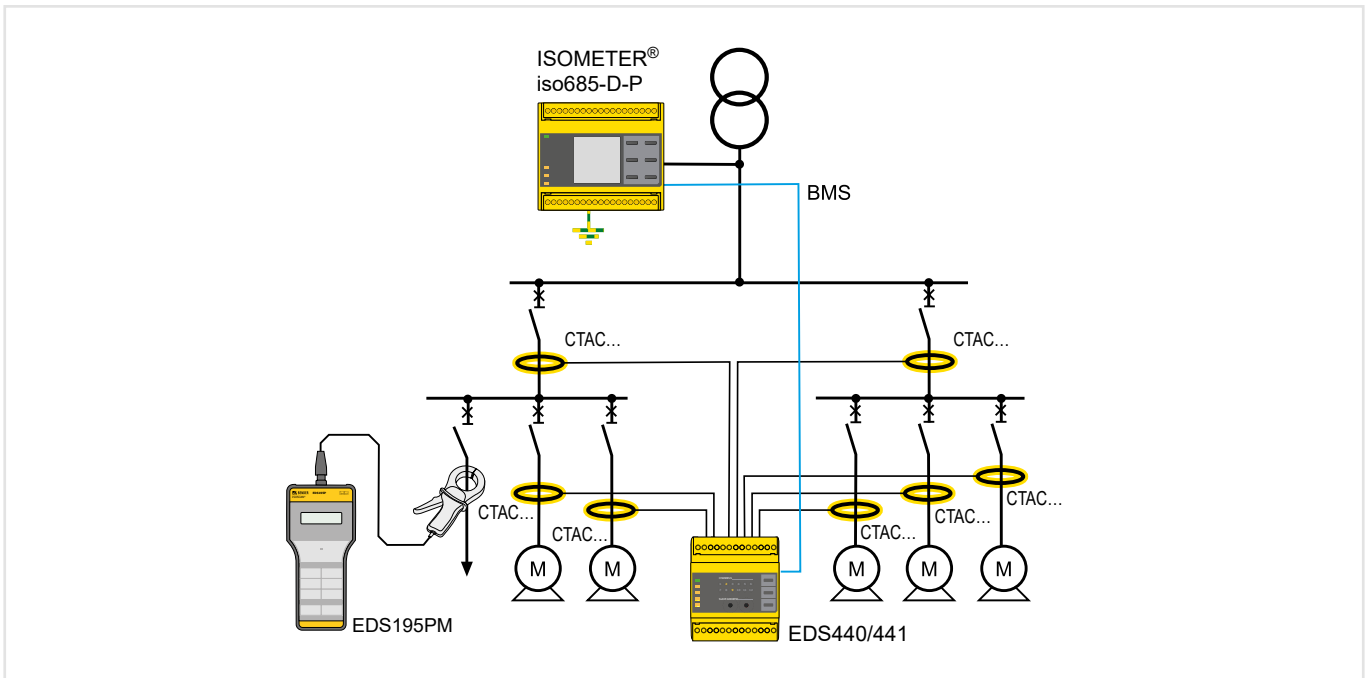 ISOMETER®
iso685-D-P
BMS
CTAC…
CTAC…
CTAC…
CTAC…
CTAC…
CTAC…
CTAC…
M
M
M
M
M
EDS195PM
EDS440/441